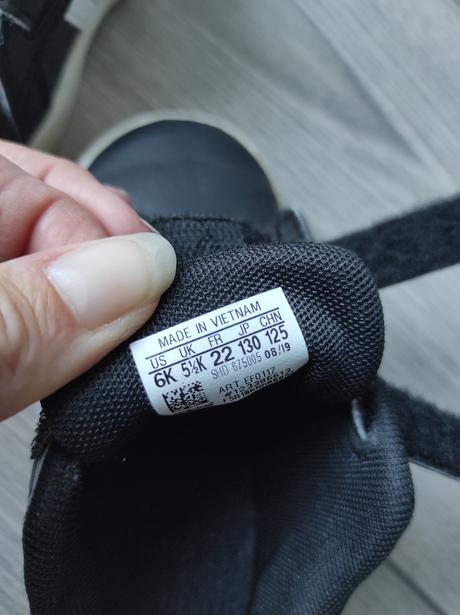 MADE IN VIETNAM
US UK FR JP CHN
6K 5½K 22 130 125
SHD 675005 08/19
ART EF0117